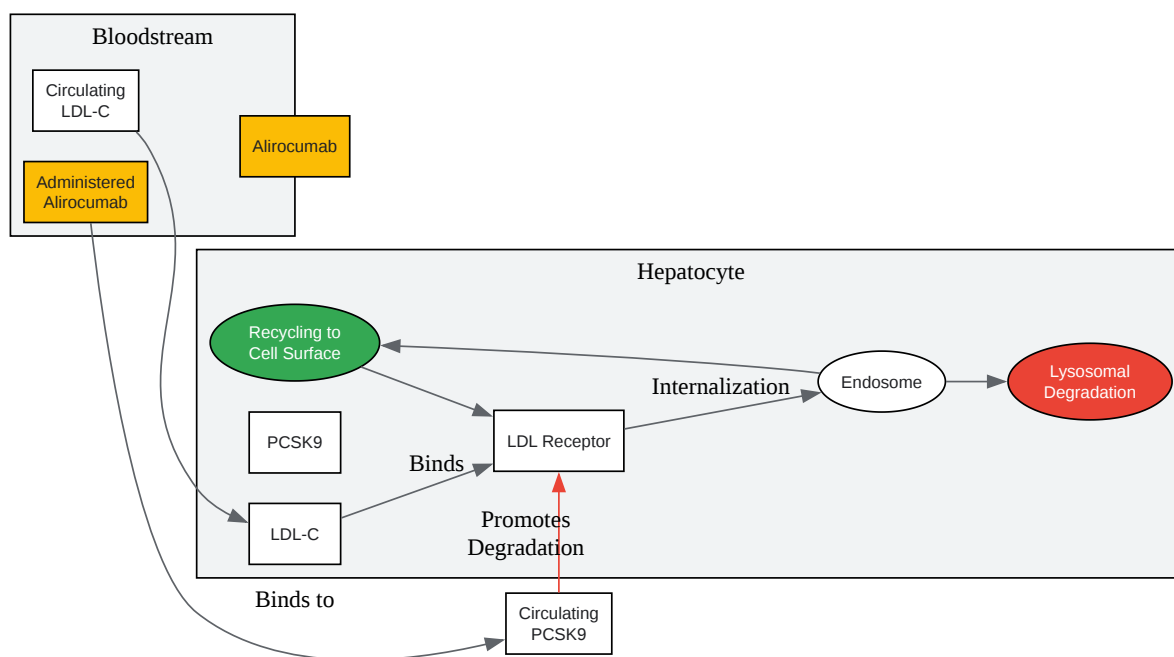 Bloodstream
Circulating
LDL-C
Alirocumab
Administered
Alirocumab
Hepatocyte
Recycling to
Cell Surface
Lysosomal
Degradation
Endosome
Internalization
PCSK9
LDL Receptor
Binds
LDL-C
Promotes
Degradation
Binds to
Circulating
PCSK9